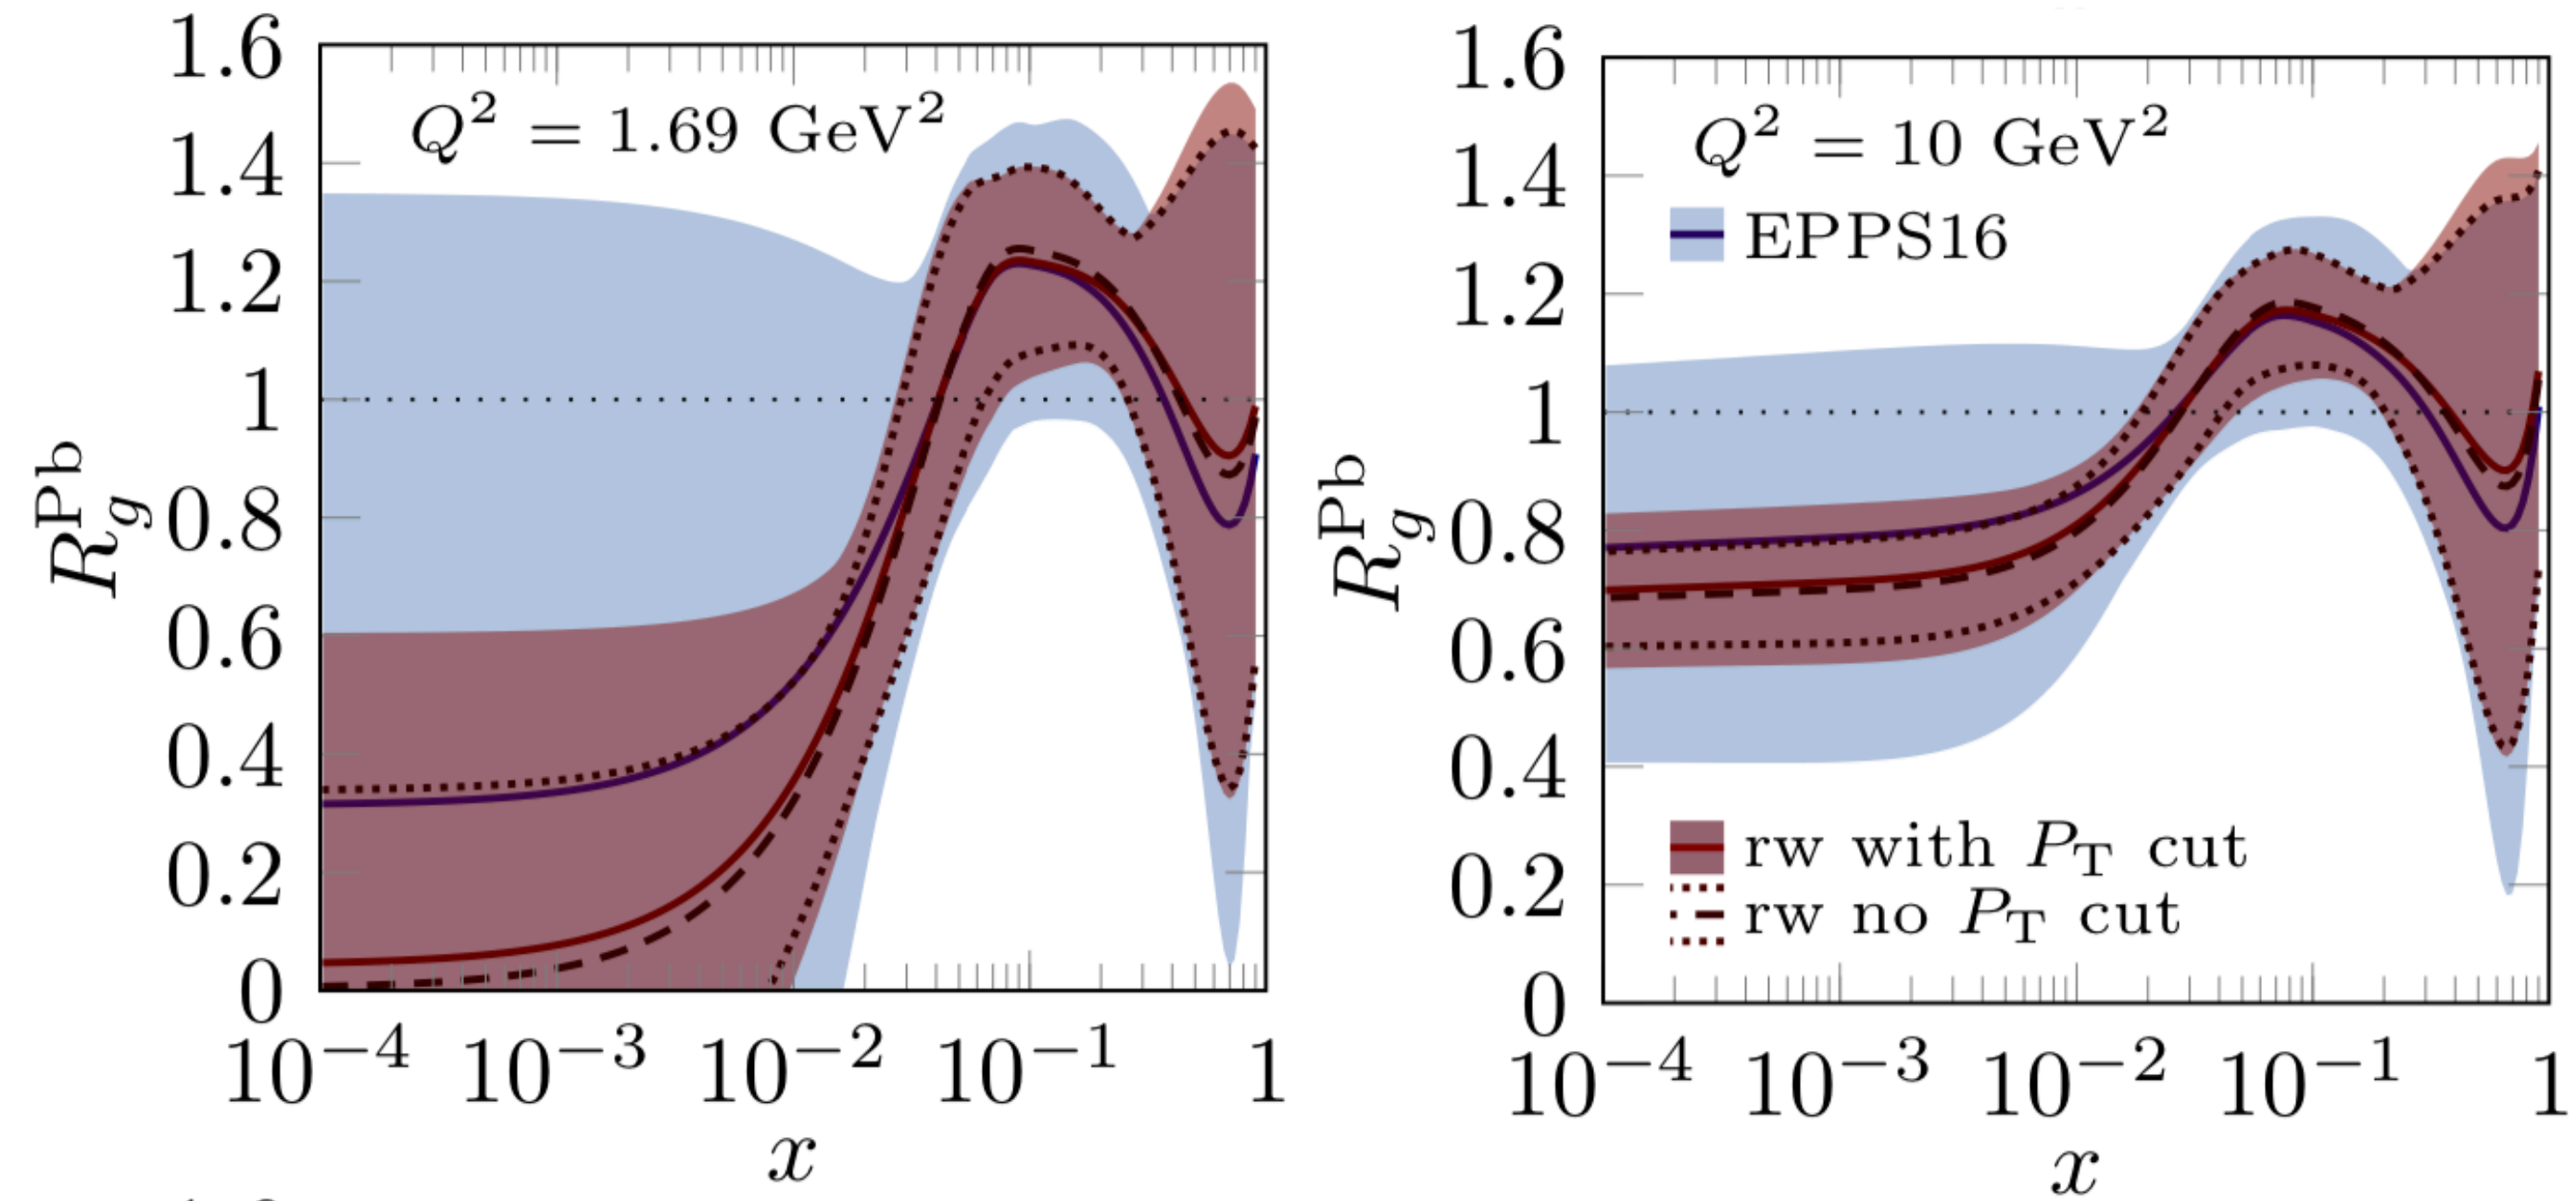 Q² = 1.69 GeV²
R_g^Pb
1.6
1.4
1.2
1
0.8
0.6
0.4
0.2
0
10⁻⁴ 10⁻³ 10⁻² 10⁻¹ 1
x
Q² = 10 GeV²
EPPS16
R_g^Pb
1.6
1.4
1.2
1
0.8
0.6
0.4
0.2
0
rw with P_T cut
rw no P_T cut
10⁻⁴ 10⁻³ 10⁻² 10⁻¹ 1
x